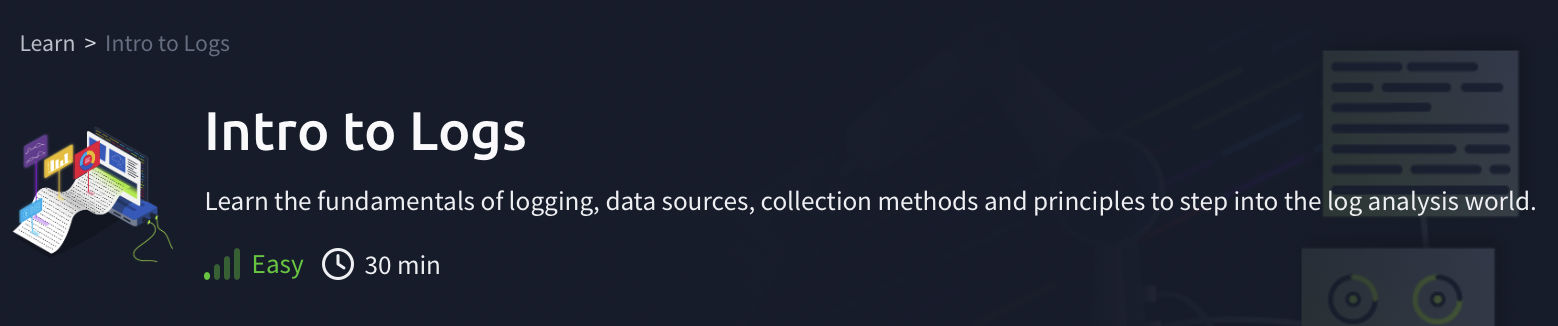 Learn > Intro to Logs
Intro to Logs
Learn the fundamentals of logging, data sources, collection methods and principles to step into the log analysis world.
Easy 30 min